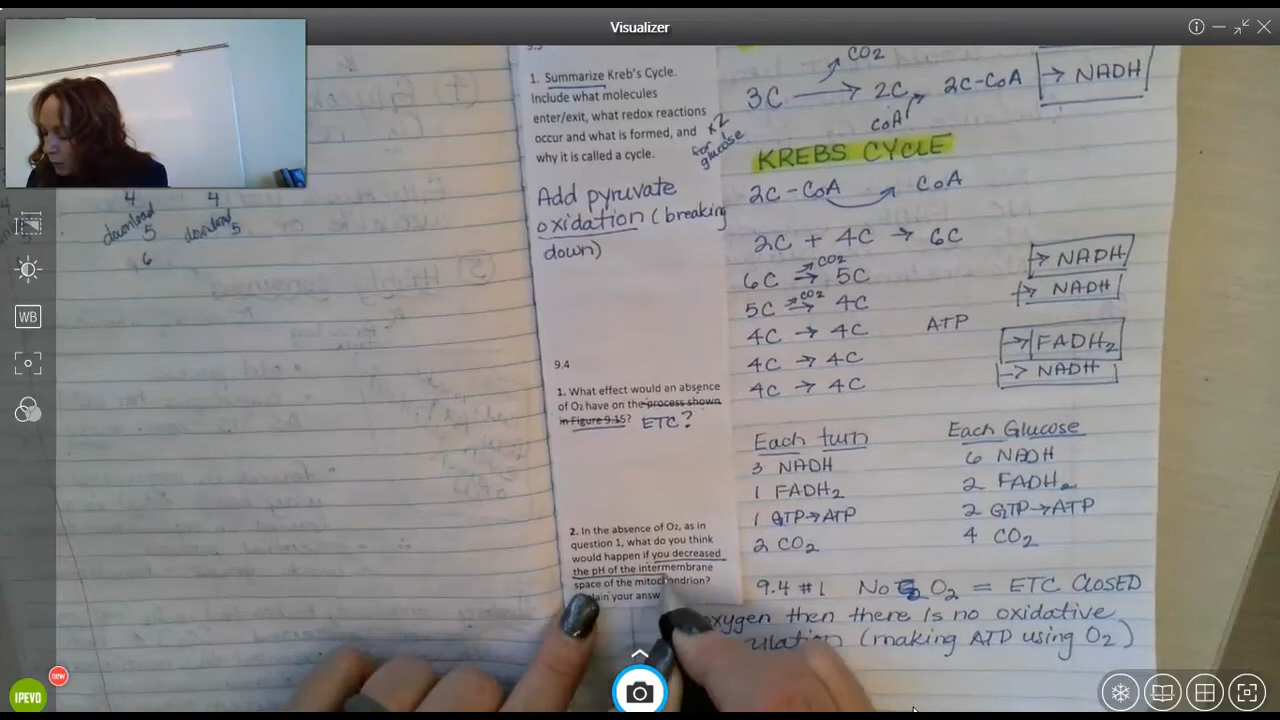 Visualizer
9.3
1. Summarize Kreb's Cycle.
Include what molecules
enter/exit, what redox reactions
occur and what is formed, and
why it is called a cycle.
x2
for
glucose
Add pyruvate
oxidation (breaking
down)
9.4
1. What effect would an absence
of O2 have on the process shown
in Figure 9.15? ETC?
2. In the absence of O2, as in
question 1, what do you think
would happen if you decreased
the pH of the intermembrane
space of the mitochondrion?
your answ
CO2
3C → 2C 2C-CoA → NADH
CoA
KREBS CYCLE
2C-CoA → CoA
2C + 4C → 6C
6C → CO2 5C → NADH
5C → CO2 4C → NADH
4C → 4C ATP
4C → 4C → FADH2
4C → 4C → NADH
Each turn Each Glucose
3 NADH 6 NADH
1 FADH2 2 FADH2
1 GTP→ATP 2 GTP→ATP
2 CO2 4 CO2
9.4 #1 No O2 = ETC CLOSED
oxygen then there is no oxidative
(making ATP using O2)
4 4
download download
5 5
6
WB
IPEVO
new